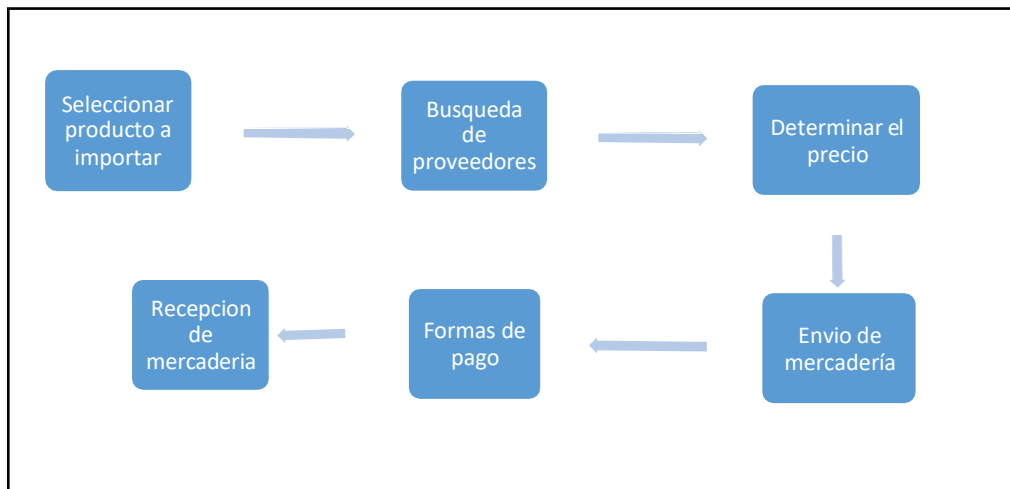 Seleccionar
producto a
importar
Busqueda
de
proveedores
Determinar el
precio
Envio de
mercadería
Formas de
pago
Recepcion
de
mercaderia